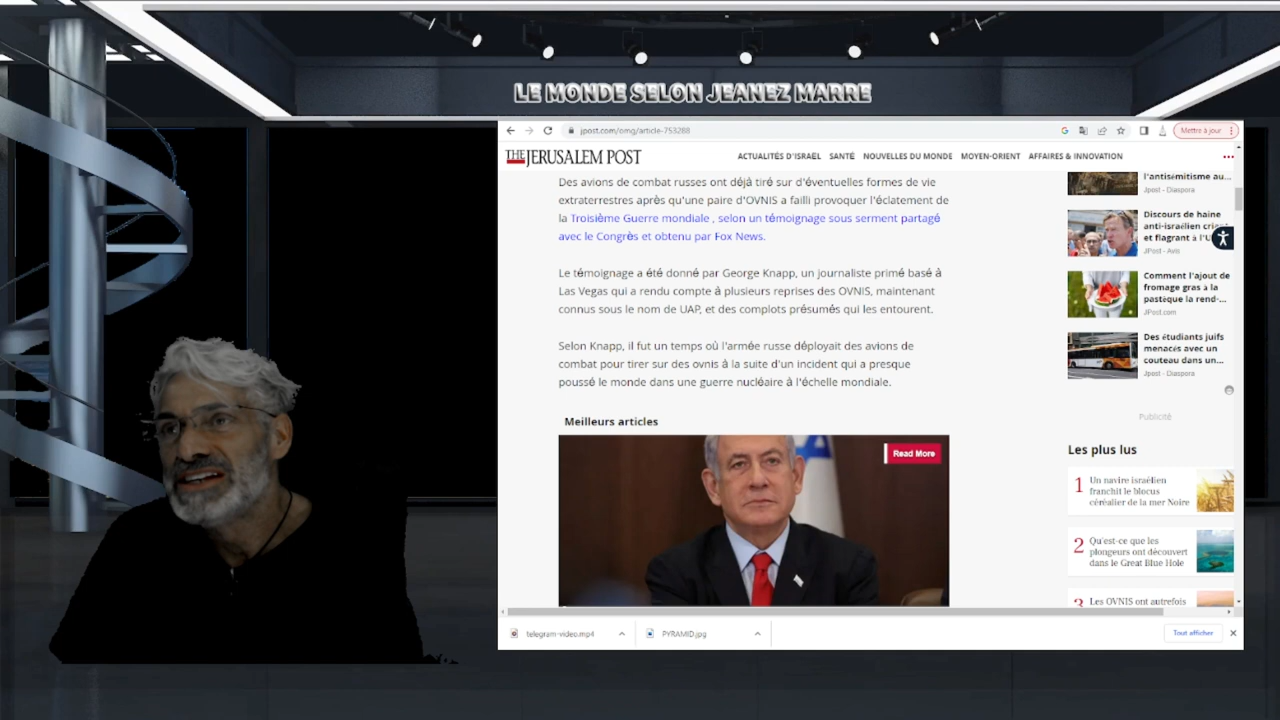 LE MONDE SELON JEANEZ MARRE
jpost.com/omg/article-753288
Mettre à jour
THE JERUSALEM POST
ACTUALITÉS D'ISRAËL SANTÉ NOUVELLES DU MONDE MOYEN-ORIENT AFFAIRES & INNOVATION
Des avions de combat russes ont déjà tiré sur d'éventuelles formes de vie
extraterrestres après qu'une paire d'OVNIS a failli provoquer l'éclatement de
la Troisième Guerre mondiale , selon un témoignage sous serment partagé
avec le Congrès et obtenu par Fox News.
Le témoignage a été donné par George Knapp, un journaliste primé basé à
Las Vegas qui a rendu compte à plusieurs reprises des OVNIS, maintenant
connus sous le nom de UAP, et des complots présumés qui les entourent.
Selon Knapp, il fut un temps où l'armée russe déployait des avions de
combat pour tirer sur des ovnis à la suite d'un incident qui a presque
poussé le monde dans une guerre nucléaire à l'échelle mondiale.
Meilleurs articles
Read More
l'antisémitisme au...
Jpost - Diaspora
Discours de haine
anti-israélien
et flagrant à
JPost - Avis
Comment l'ajout de
fromage gras à la
pastèque la rend-...
JPost.com
Des étudiants juifs
menacés avec un
couteau dans un...
Jpost - Diaspora
Publicité
Les plus lus
1 Un navire israélien
franchit le blocus
céréalier de la mer Noire
2 Qu'est-ce que les
plongeurs ont découvert
dans le Great Blue Hole
3 Les OVNIS ont autrefois
telegram-video.mp4
PYRAMID.jpg
Tout afficher